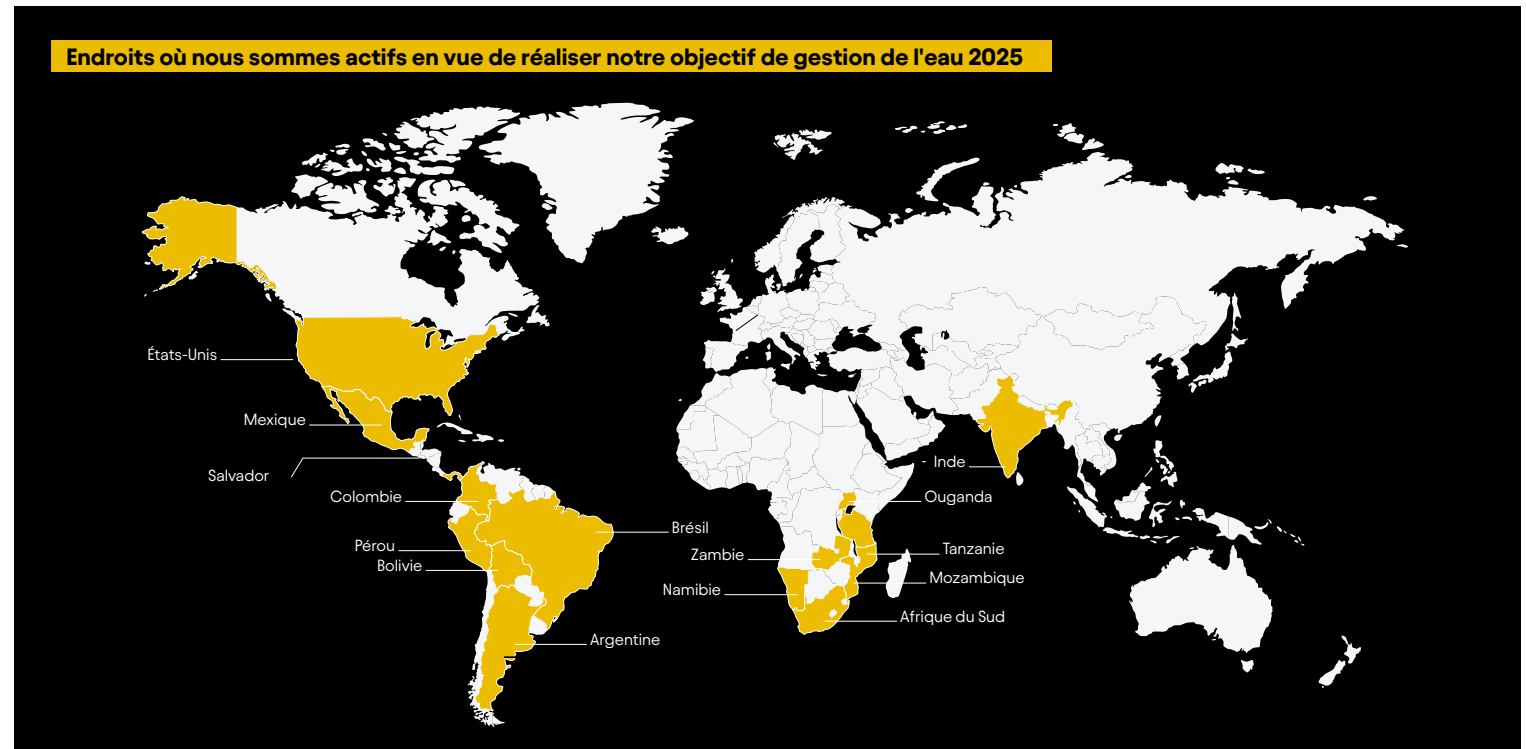 Endroits où nous sommes actifs en vue de réaliser notre objectif de gestion de l'eau 2025
États-Unis
Mexique
Salvador
Colombie
Pérou
Bolivie
Brésil
Argentine
Inde
Ouganda
Zambie
Tanzanie
Namibie
Mozambique
Afrique du Sud